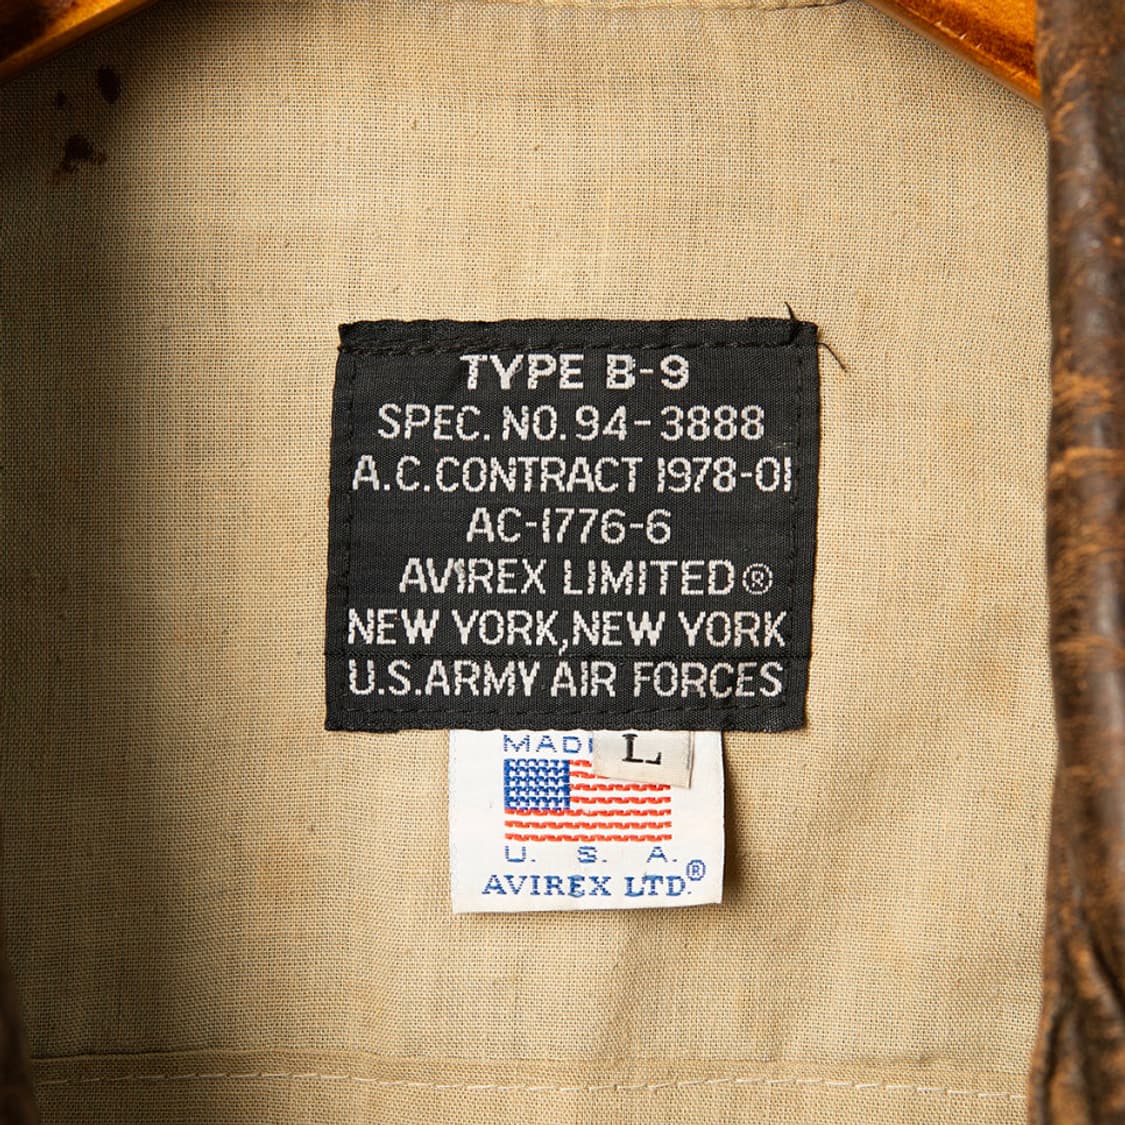 TYPE B-9
SPEC. NO. 94-3888
A.C. CONTRACT 1978-01
AC-1776-6
AVIREX LIMITED®
NEW YORK, NEW YORK
U.S. ARMY AIR FORCES
MAD
L
U. S. A.
AVIREX LTD.®